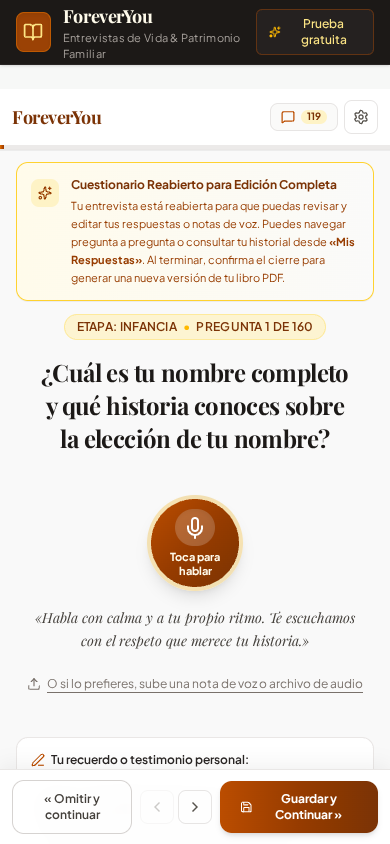 ForeverYou
Entrevistas de Vida & Patrimonio
Familiar
Prueba
gratuita
ForeverYou
119
Cuestionario Reabierto para Edición Completa
Tu entrevista está reabierta para que puedas revisar y
editar tus respuestas o notas de voz. Puedes navegar
pregunta a pregunta o consultar tu historial desde «Mis
Respuestas». Al terminar, confirma el cierre para
generar una nueva versión de tu libro PDF.
ETAPA: INFANCIA • PREGUNTA 1 DE 160
¿Cuál es tu nombre completo
y qué historia conoces sobre
la elección de tu nombre?
Toca para
hablar
«Habla con calma y a tu propio ritmo. Te escuchamos
con el respeto que merece tu historia.»
O si lo prefieres, sube una nota de voz o archivo de audio
Tu recuerdo o testimonio personal:
« Omitir y
continuar
Guardar y
Continuar »